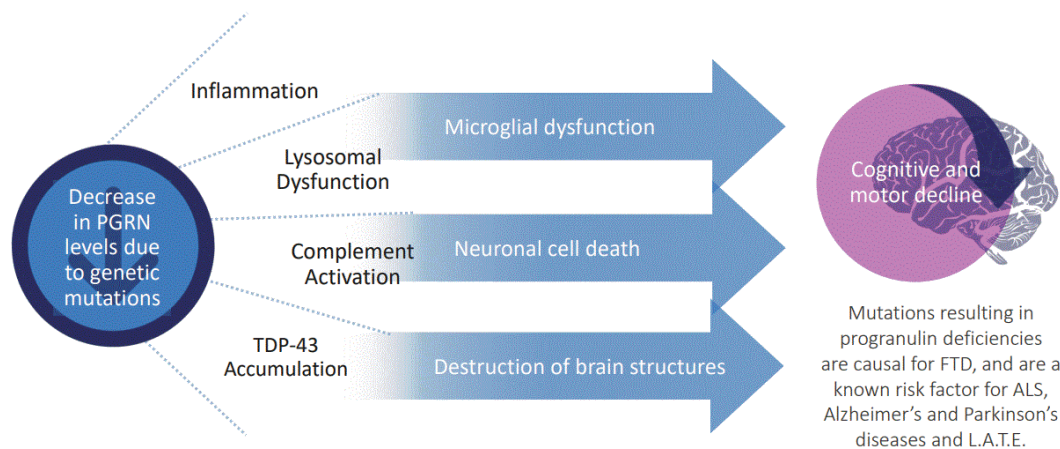 Decrease
in PGRN
levels due
to genetic
mutations
Inflammation
Lysosomal
Dysfunction
Complement
Activation
TDP-43
Accumulation
Microglial dysfunction
Neuronal cell death
Destruction of brain structures
Cognitive and
motor decline
Mutations resulting in
progranulin deficiencies
are causal for FTD, and are a
known risk factor for ALS,
Alzheimer’s and Parkinson’s
diseases and L.A.T.E.